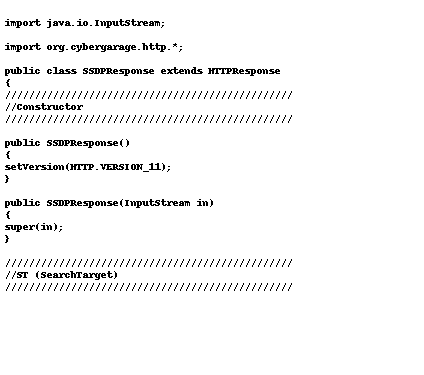 import java.io.InputStream;
import org.cybergarage.http.*;
public class SSDPResponse extends HTTPResponse
{
////////////////////////////////////////////////
//Constructor
////////////////////////////////////////////////
public SSDPResponse()
{
setVersion(HTTP.VERSION_11);
}
public SSDPResponse(InputStream in)
{
super(in);
}
////////////////////////////////////////////////
//ST (SearchTarget)
////////////////////////////////////////////////